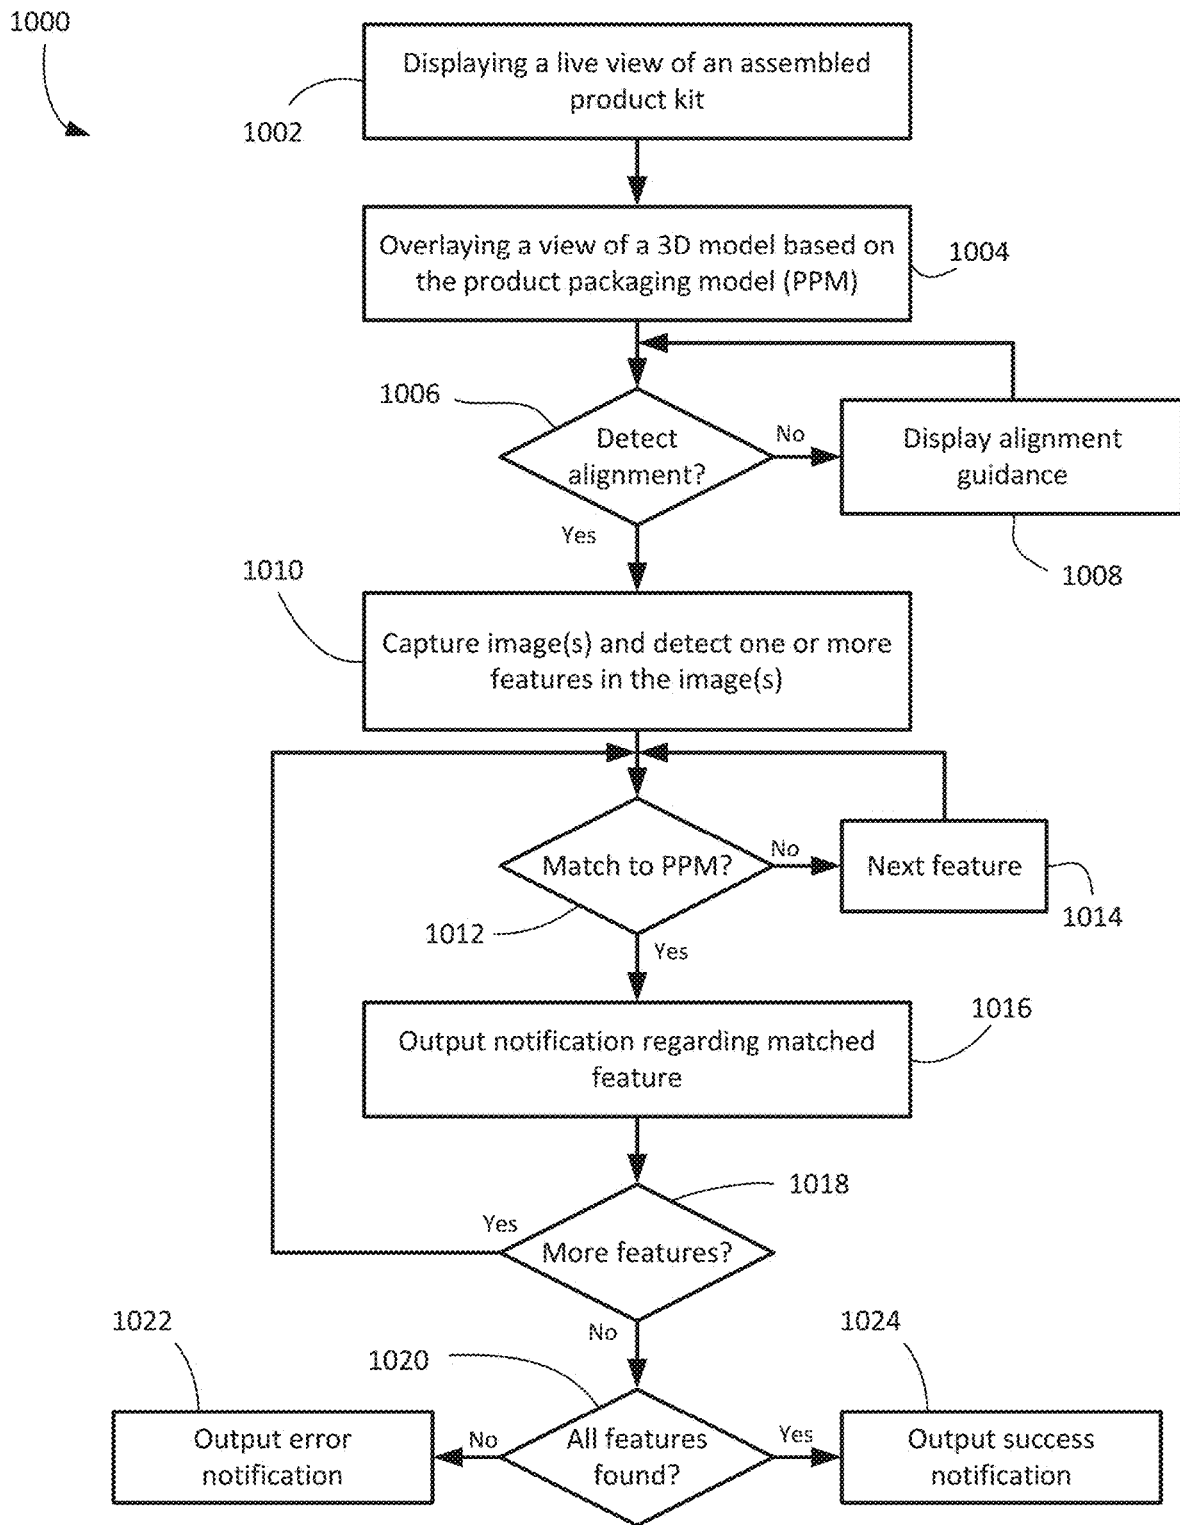 1000
Displaying a live view of an assembled
product kit
1002
Overlaying a view of a 3D model based on
the product packaging model (PPM)
1004
1006
Detect
alignment?
No
Display alignment
guidance
1008
Yes
1010
Capture image(s) and detect one or more
features in the image(s)
Match to PPM?
No
Next feature
1012
1014
Yes
Output notification regarding matched
feature
1016
1018
Yes
More features?
No
1022
1020
1024
Output error
notification
No
All features
found?
Yes
Output success
notification